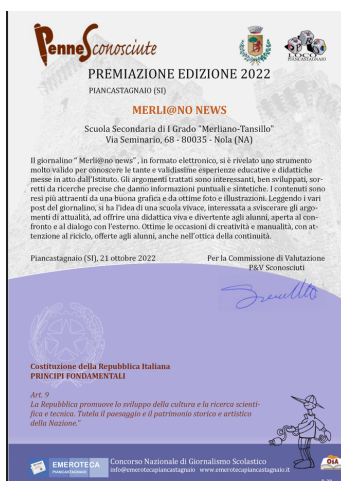 Penne Sconosciute
LOCO
PIANCASTAGNAIO
PREMIAZIONE EDIZIONE 2022
PIANCASTAGNAIO (SI)
MERLI@NO NEWS
Scuola Secondaria di I Grado "Merliano-Tansillo"
Via Seminario, 68 - 80035 - Nola (NA)
Il giornalino " Merli@no news" , in formato elettronico, si è rivelato uno strumento
molto valido per conoscere le tante e validissime esperienze educative e didattiche
messe in atto dall'Istituto. Gli argomenti trattati sono interessanti, ben sviluppati, sor-
retti da ricerche precise che danno informazioni puntuali e sintetiche. I contenuti sono
resi più attraenti da una buona grafica e da ottime foto e illustrazioni. Leggendo i vari
post del giornalino, si ha l'idea di una scuola vivace, interessata a sviscerare gli argo-
menti di attualità, ad offrire una didattica viva e divertente agli alunni, aperta al con-
fronto e al dialogo con l'esterno. Ottime le occasioni di creatività e manualità, con at-
tenzione al riciclo, offerte agli alunni, anche nell'ottica della continuità.
Piancastagnaio (SI), 21 ottobre 2022
Per la Commissione di Valutazione
P&V Sconosciuti
Costituzione della Repubblica Italiana
PRINCIPI FONDAMENTALI
Art. 9
La Repubblica promuove lo sviluppo della cultura e la ricerca scienti-
fica e tecnica. Tutela il paesaggio e il patrimonio storico e artistico
della Nazione."
EMEROTECA
PIANCASTAGNAIO
Concorso Nazionale di Giornalismo Scolastico
info@emerotecapiancastagnaio www.emerotecapiancastagnaio.it